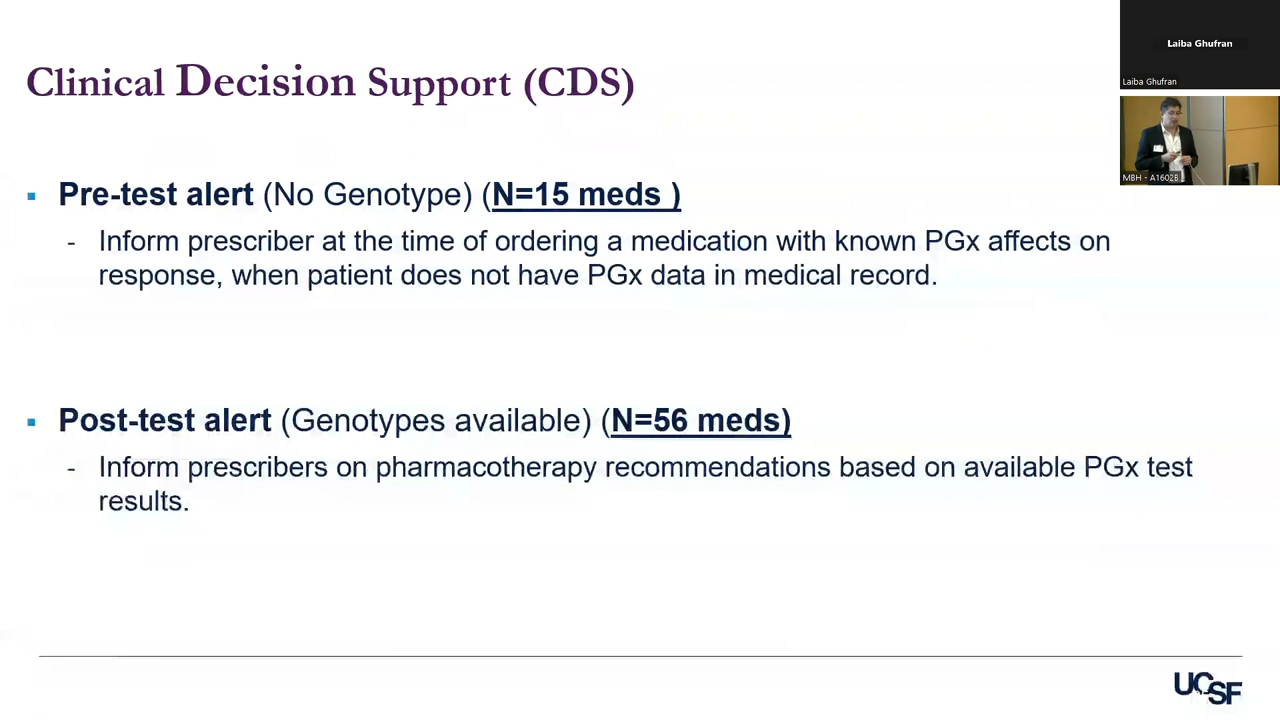 Laiba Ghufran
Laiba Ghufran
Clinical Decision Support (CDS)
MBH - A1602B
▪ Pre-test alert (No Genotype) (N=15 meds )
- Inform prescriber at the time of ordering a medication with known PGx affects on
response, when patient does not have PGx data in medical record.
▪ Post-test alert (Genotypes available) (N=56 meds)
- Inform prescribers on pharmacotherapy recommendations based on available PGx test
results.
UCSF